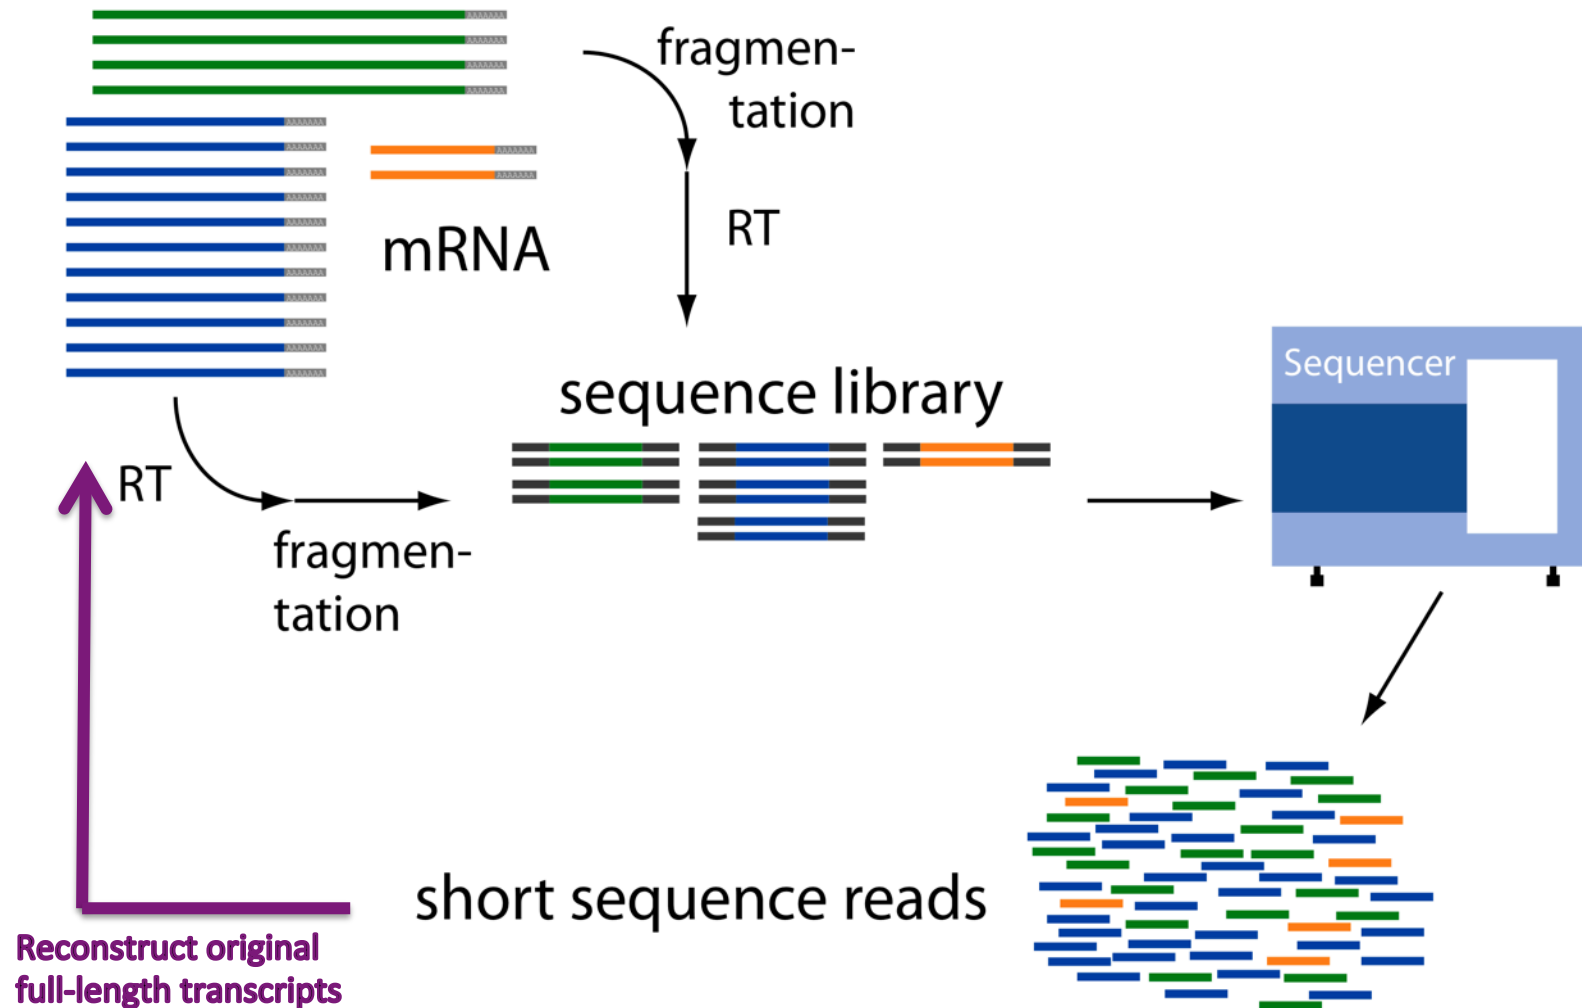 fragmen-
tation
mRNA
RT
sequence library
Sequencer
RT
fragmen-
tation
short sequence reads
Reconstruct original
full-length transcripts